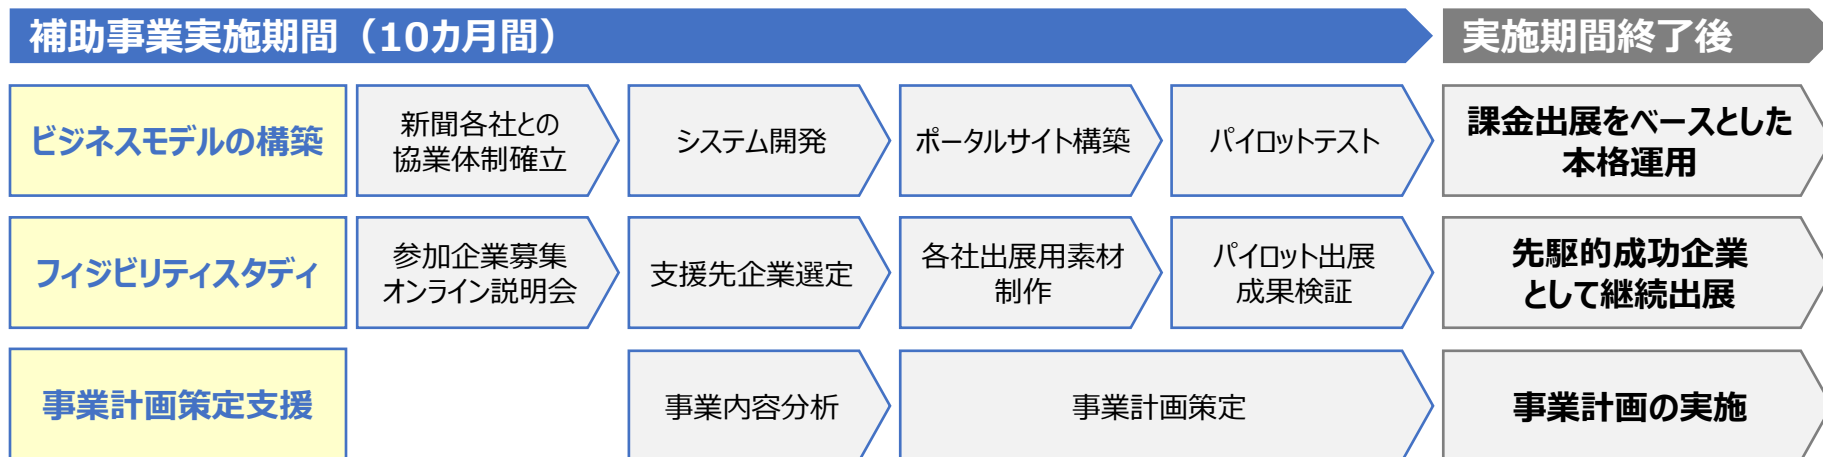 補助事業実施期間（10カ月間）
実施期間終了後
ビジネスモデルの構築
新聞各社との
協業体制確立
システム開発
ポータルサイト構築
パイロットテスト
課金出展をベースとした
本格運用
フィジビリティスタディ
参加企業募集
オンライン説明会
支援先企業選定
各社出展用素材
制作
パイロット出展
成果検証
先駆的成功企業
として継続出展
事業計画策定支援
事業内容分析
事業計画策定
事業計画の実施